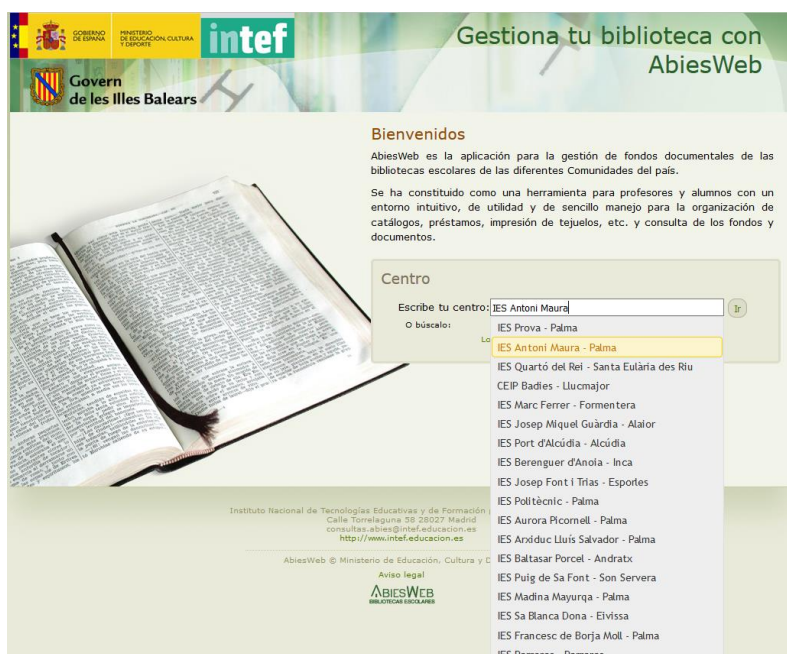 GOBIERNO
DE ESPAÑA
MINISTERIO
DE EDUCACIÓN, CULTURA
Y DEPORTE
intef
Govern
de les Illes Balears
Gestiona tu biblioteca con
AbiesWeb
Bienvenidos
AbiesWeb es la aplicación para la gestión de fondos documentales de las
bibliotecas escolares de las diferentes Comunidades del país.
Se ha constituido como una herramienta para profesores y alumnos con un
entorno intuitivo, de utilidad y de sencillo manejo para la organización de
catálogos, préstamos, impresión de tejuelos, etc. y consulta de los fondos y
documentos.
Centro
Escribe tu centro: IES Antoni Maura Ir
O búscalo:
Lo
IES Prova - Palma
IES Antoni Maura - Palma
IES Quartó del Rei - Santa Eulària des Riu
CEIP Badies - Llucmajor
IES Marc Ferrer - Formentera
IES Josep Miquel Guàrdia - Alaior
IES Port d'Alcúdia - Alcúdia
IES Berenguer d'Anoia - Inca
IES Josep Font i Trias - Esporles
IES Politècnic - Palma
IES Aurora Picornell - Palma
IES Arxiduc Lluís Salvador - Palma
IES Baltasar Porcel - Andratx
IES Puig de Sa Font - Son Servera
IES Madina Mayurqa - Palma
IES Sa Blanca Dona - Eivissa
IES Francesc de Borja Moll - Palma
Instituto Nacional de Tecnologías Educativas y de Formación
Calle Torrelaguna 58 28027 Madrid
consultas.abies@intef.educacion.es
http://www.intef.educacion.es
AbiesWeb © Ministerio de Educación, Cultura y D
Aviso legal
ABIESWEB
BIBLIOTECAS ESCOLARES